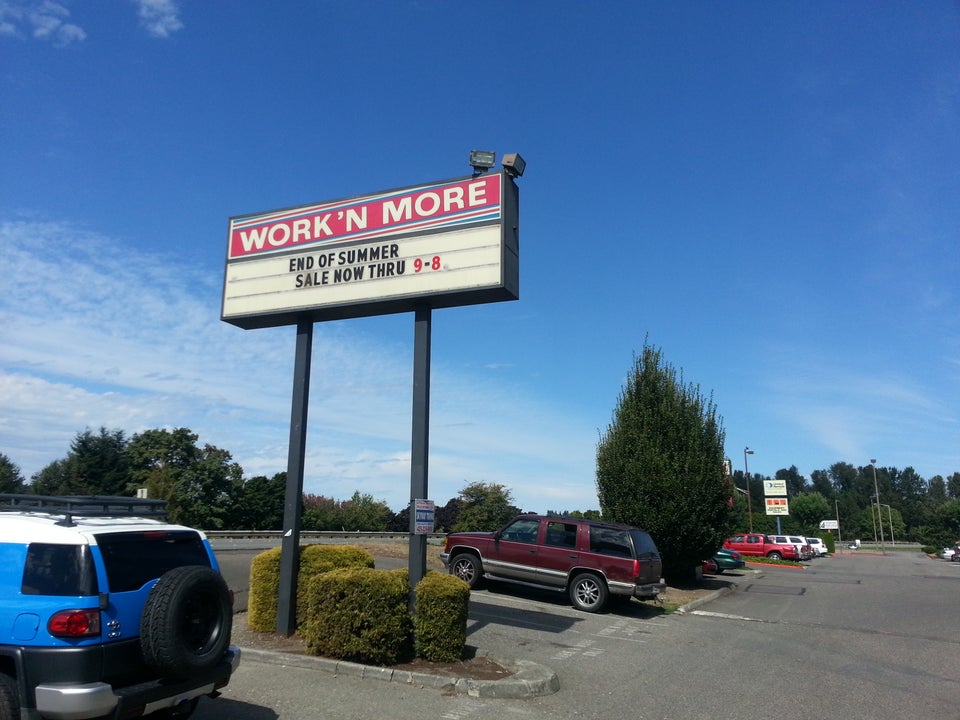 WORK 'N MORE
END OF SUMMER
SALE NOW THRU 9-8